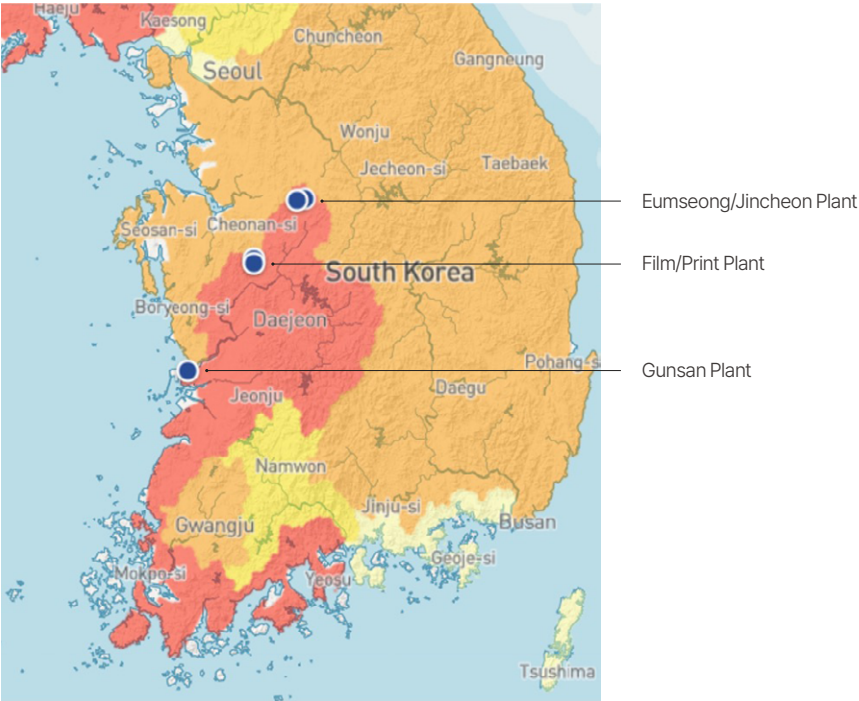 Haeju
Kaesong
Chuncheon
Gangneung
Seoul
Wonju
Jecheon-si
Taebaek
Eumseong/Jincheon Plant
Seosan-si
Cheonan-si
Film/Print Plant
South Korea
Boryeong-si
Daejeon
Pohang-s
Gunsan Plant
Jeonju
Daegu
Namwon
Jinju-si
Gwangju
Busan
Geoje-si
Mokpo-si
Yeosu
Tsushima